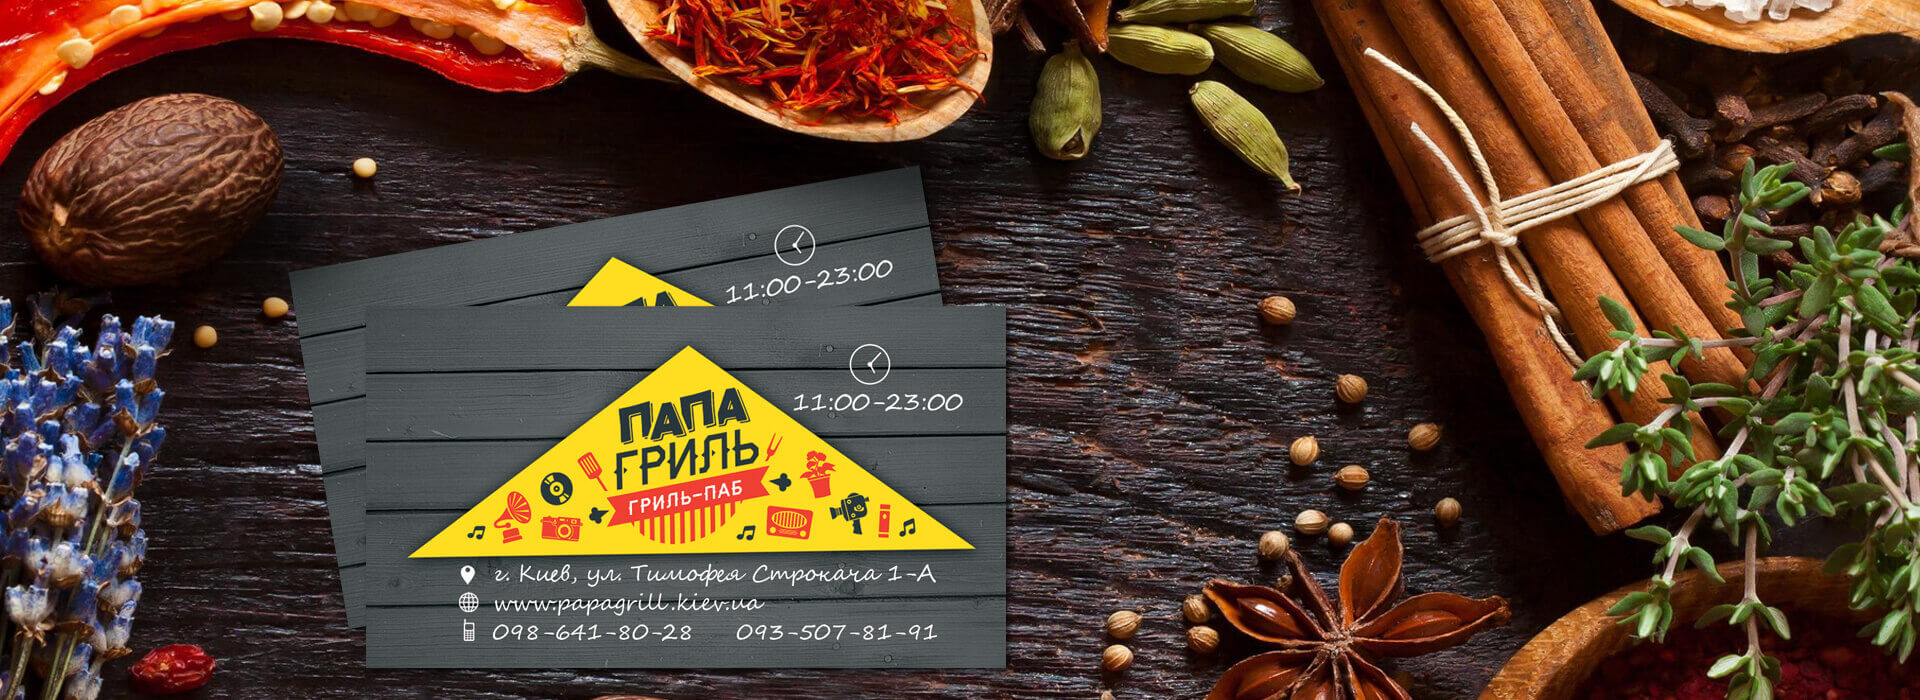 11:00-23:00
ПАПА
11:00-23:00
ПАПА
ГРИЛЬ
ГРИЛЬ-ПАБ
г. Киев, ул. Тимофея Строкача 1-А
www.papagrill.kiev.ua
098-641-80-28 093-507-81-91